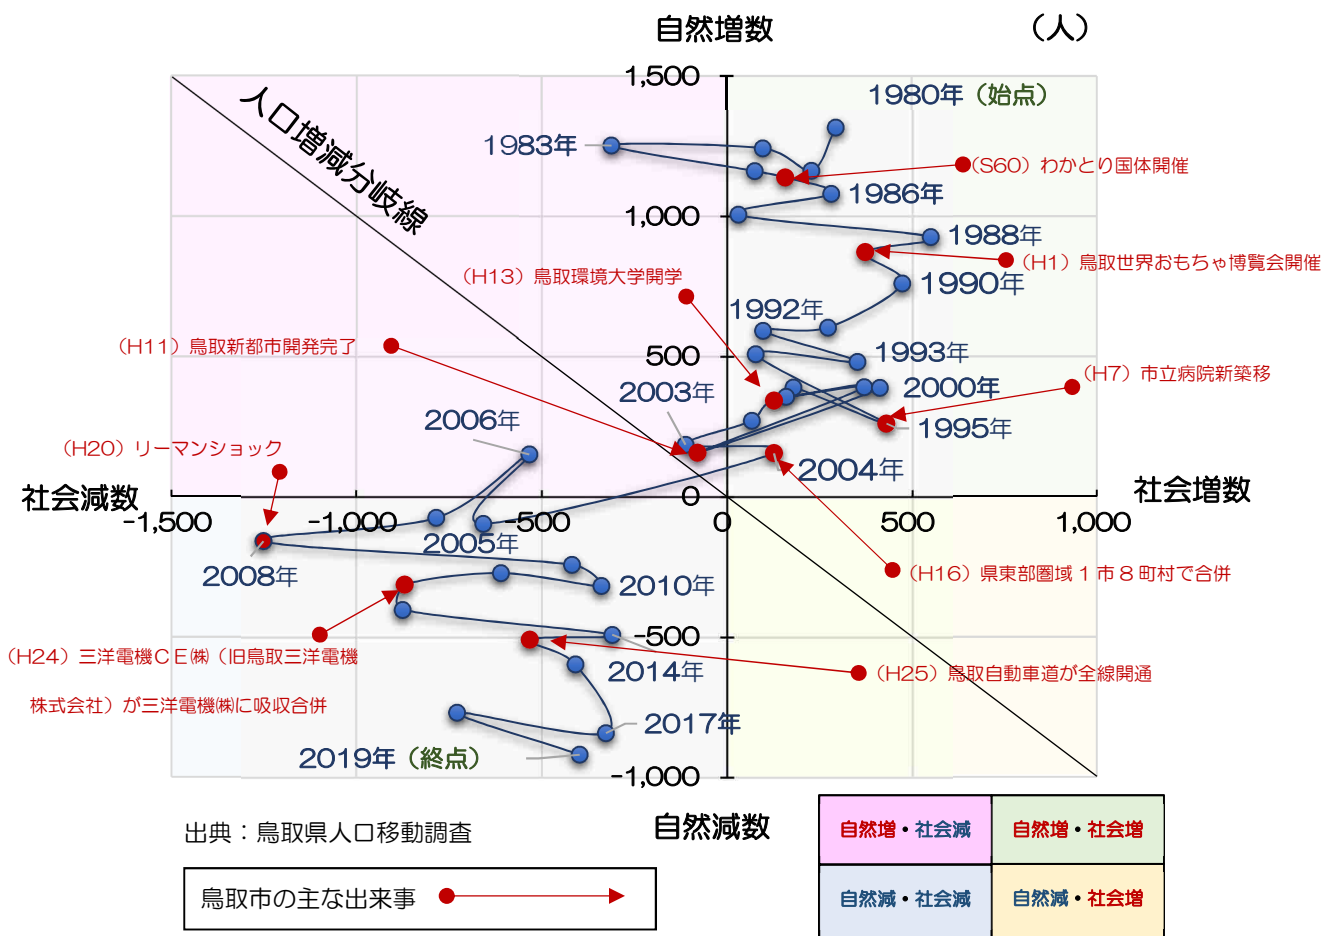 自然増数
（人）
1,500
1980年（始点）
人口増減分岐線
1983年
（S60）わかとり国体開催
1986年
1,000
1988年
（H1）鳥取世界おもちゃ博覧会開催
（H13）鳥取環境大学開学
1990年
1992年
（H11）鳥取新都市開発完了
500
1993年
（H7）市立病院新築移
2003年
2000年
2006年
1995年
（H20）リーマンショック
2004年
社会減数
0
社会増数
-1,500
-1,000
-500
0
500
1,000
2005年
2008年
（H16）県東部圏域１市８町村で合併
2010年
-500
（H24）三洋電機ＣＥ㈱（旧鳥取三洋電機
株式会社）が三洋電機㈱に吸収合併
2014年
（H25）鳥取自動車道が全線開通
2017年
2019年（終点）
-1,000
自然減数
出典：鳥取県人口移動調査
鳥取市の主な出来事
自然増・社会減
自然増・社会増
自然減・社会減
自然減・社会増